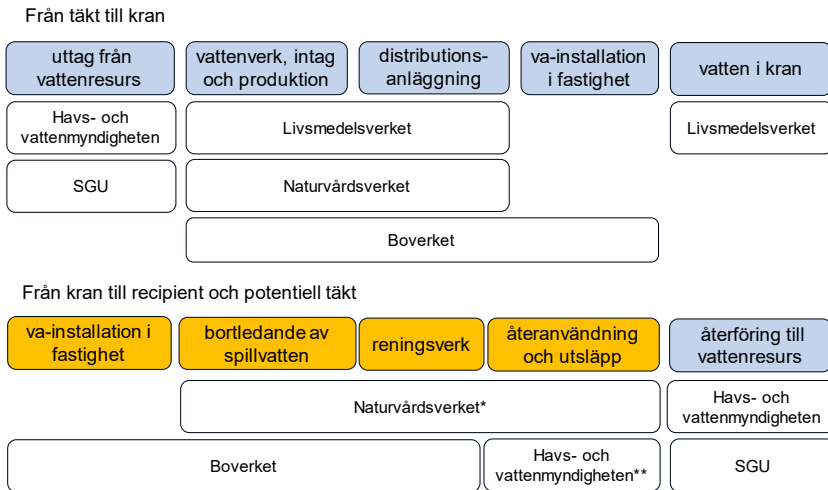 Från täkt till kran
uttag från
vattenresurs
vattenverk, intag
och produktion
distributions-
anläggning
va-installation
i fastighet
vatten i kran
Havs- och
vattenmyndigheten
Livsmedelsverket
Livsmedelsverket
SGU
Naturvårdsverket
Boverket
Från kran till recipient och potentiell täkt
va-installation i
fastighet
bortledande av
spillvatten
reningsverk
återanvändning
och utsläpp
återföring till
vattenresurs
Naturvårdsverket*
Havs- och
vattenmyndigheten
Boverket
Havs- och
vattenmyndigheten**
SGU